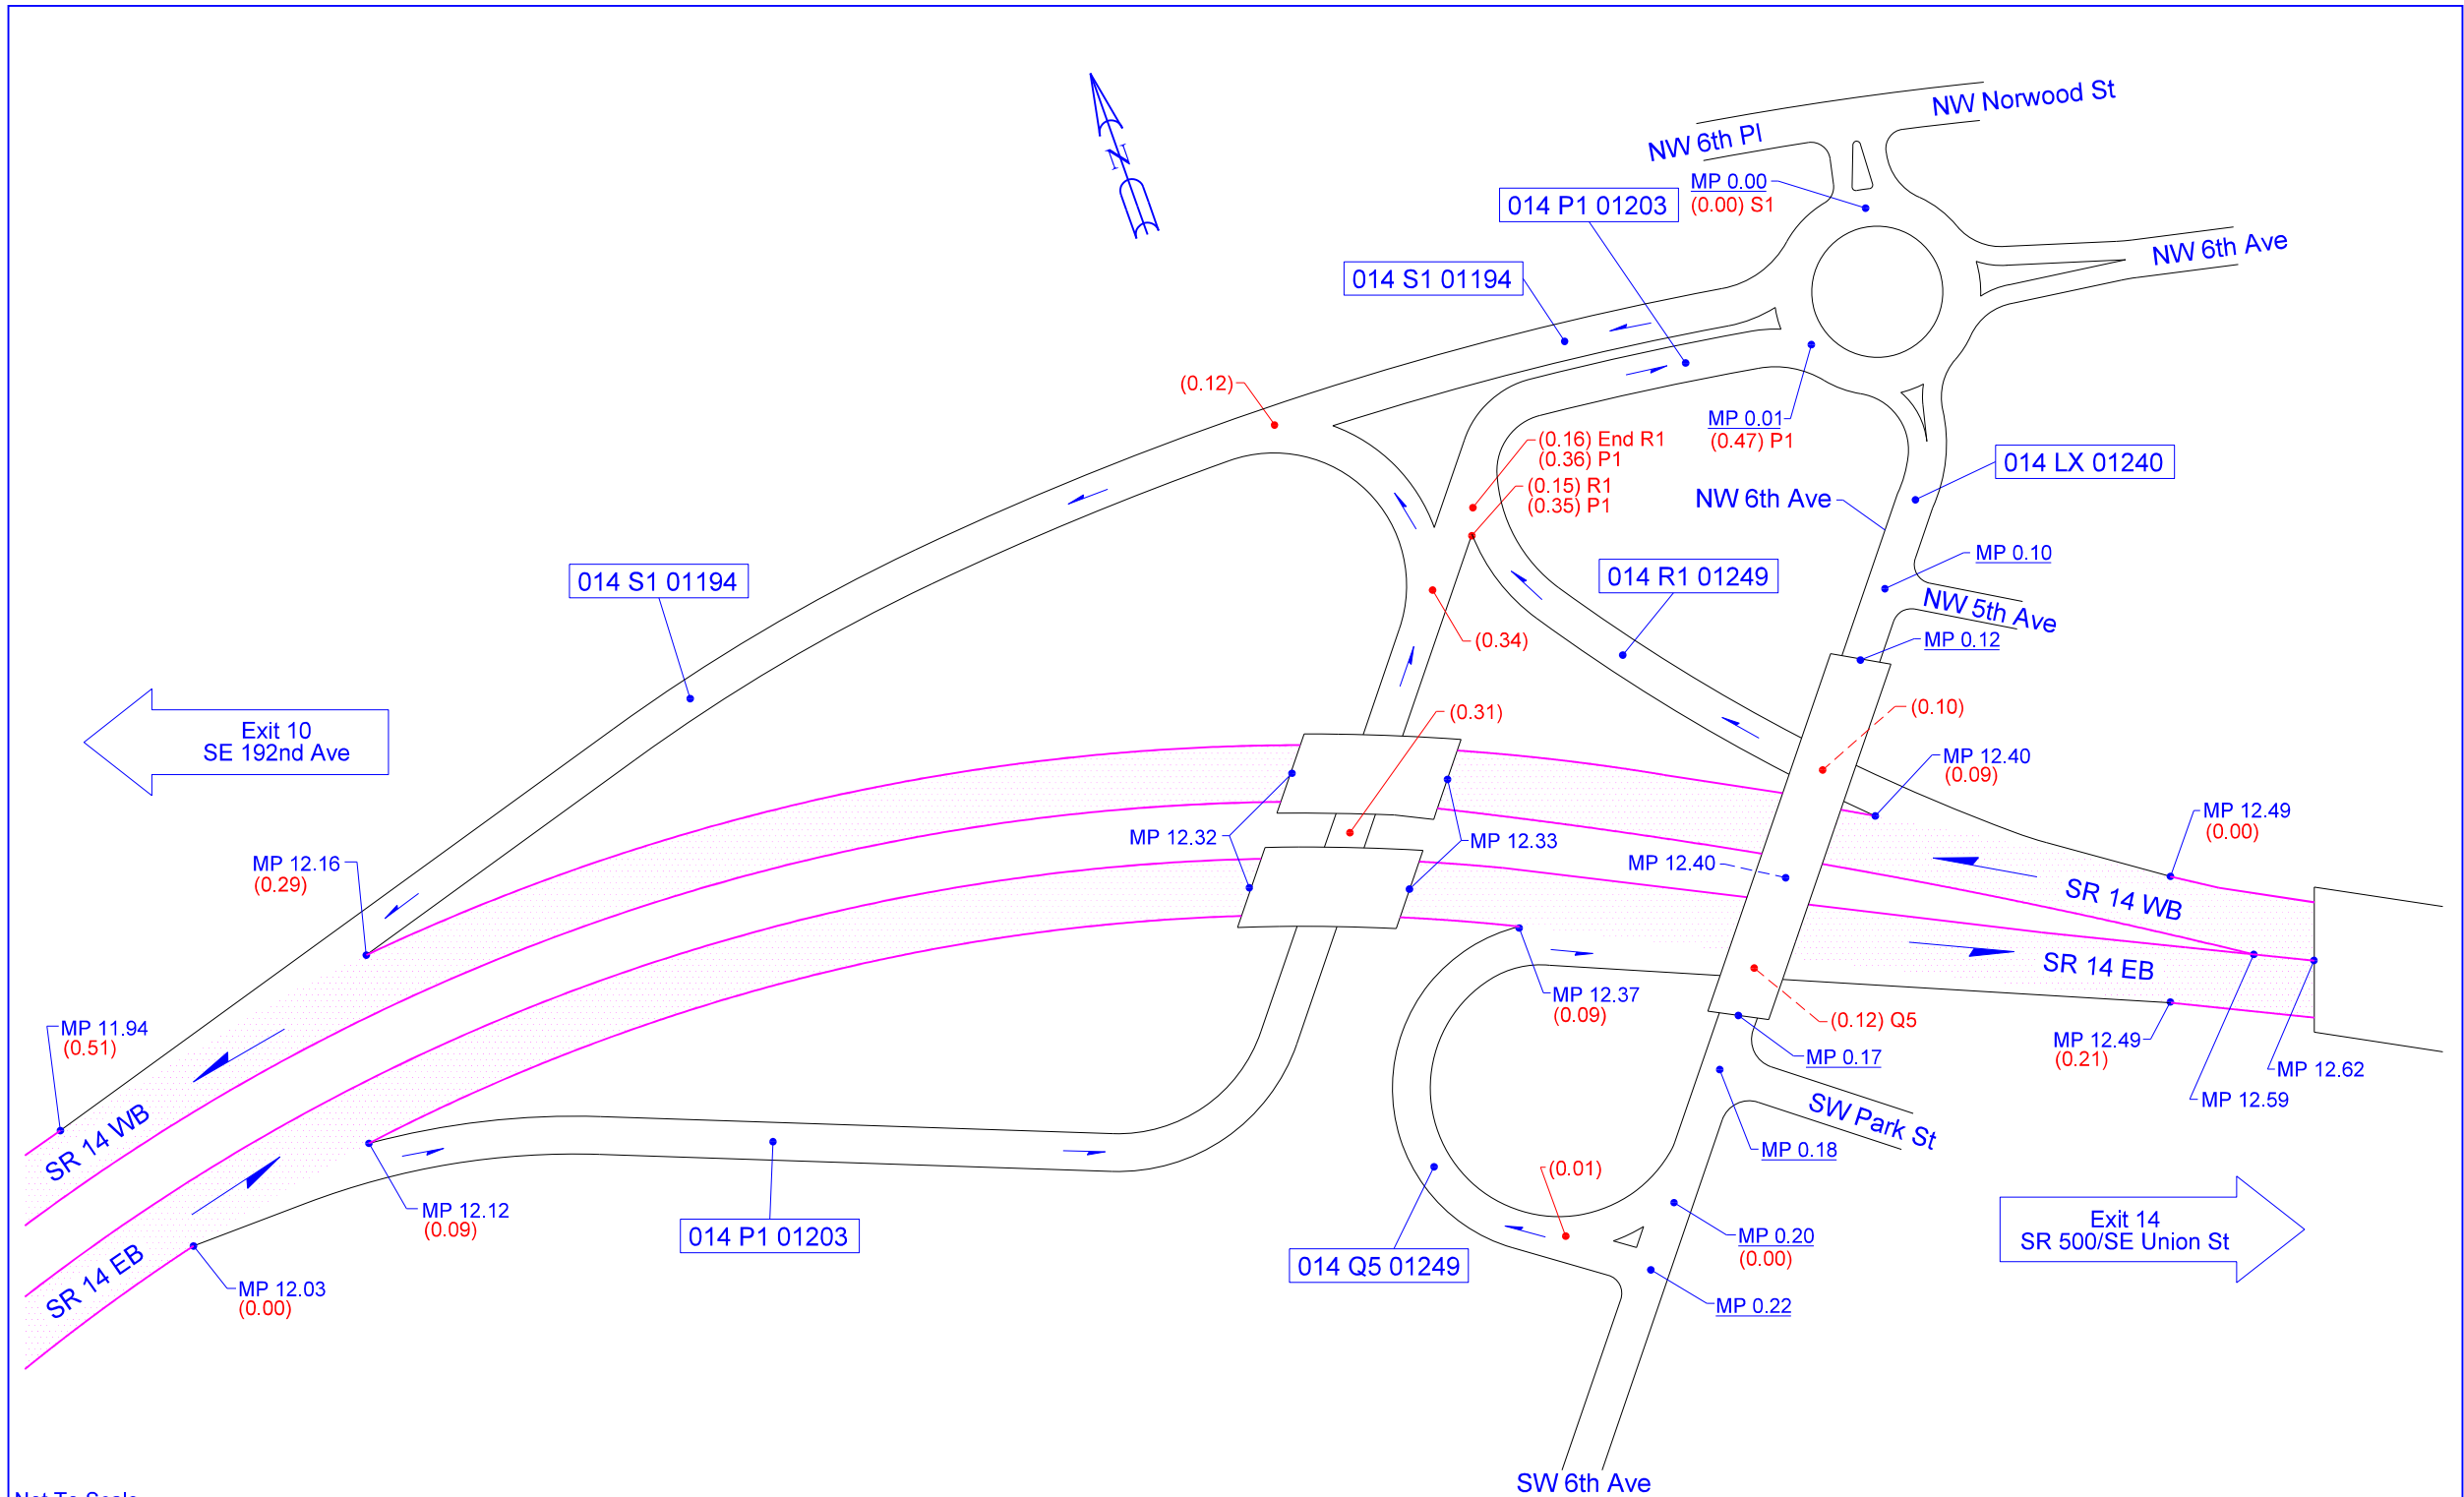 NW Norwood St
NW 6th Pl
MP 0.00
(0.00) S1
014 P1 01203
NW 6th Ave
014 S1 01194
N
(0.12)
MP 0.01
(0.47) P1
(0.16) End R1
(0.36) P1
(0.15) R1
(0.35) P1
014 LX 01240
NW 6th Ave
MP 0.10
014 S1 01194
014 R1 01249
NW 5th Ave
MP 0.12
(0.34)
(0.31)
(0.10)
Exit 10
SE 192nd Ave
MP 12.40
(0.09)
MP 12.49
(0.00)
MP 12.32
MP 12.33
MP 12.40
MP 12.16
(0.29)
SR 14 WB
SR 14 EB
MP 12.37
(0.09)
(0.12) Q5
MP 11.94
(0.51)
MP 12.49
(0.21)
MP 0.17
MP 12.62
MP 12.59
SW Park St
SR 14 WB
MP 0.18
(0.01)
MP 12.12
(0.09)
014 P1 01203
MP 0.20
(0.00)
Exit 14
SR 500/SE Union St
014 Q5 01249
SR 14 EB
MP 12.03
(0.00)
MP 0.22
SW 6th Ave
Not To Scale